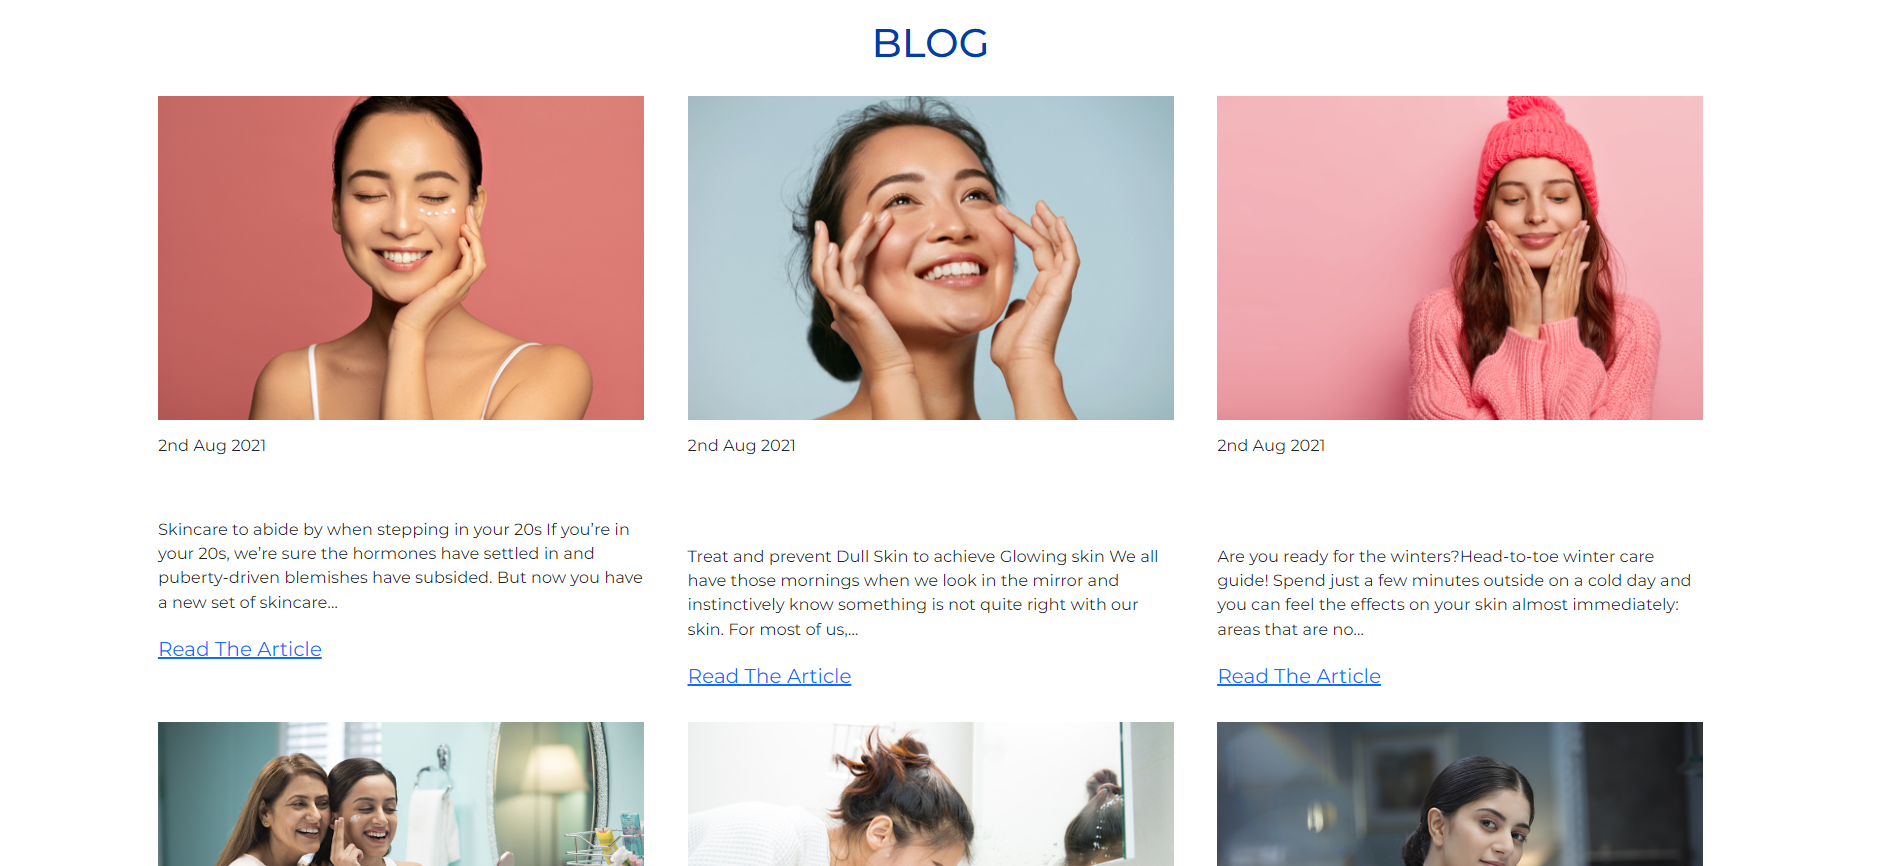 BLOG
2nd Aug 2021
Skincare to abide by when stepping in your 20s If you’re in
your 20s, we’re sure the hormones have settled in and
puberty-driven blemishes have subsided. But now you have
a new set of skincare...
Read The Article
2nd Aug 2021
Treat and prevent Dull Skin to achieve Glowing skin We all
have those mornings when we look in the mirror and
instinctively know something is not quite right with our
skin. For most of us,...
Read The Article
2nd Aug 2021
Are you ready for the winters?Head-to-toe winter care
guide! Spend just a few minutes outside on a cold day and
you can feel the effects on your skin almost immediately:
areas that are no...
Read The Article